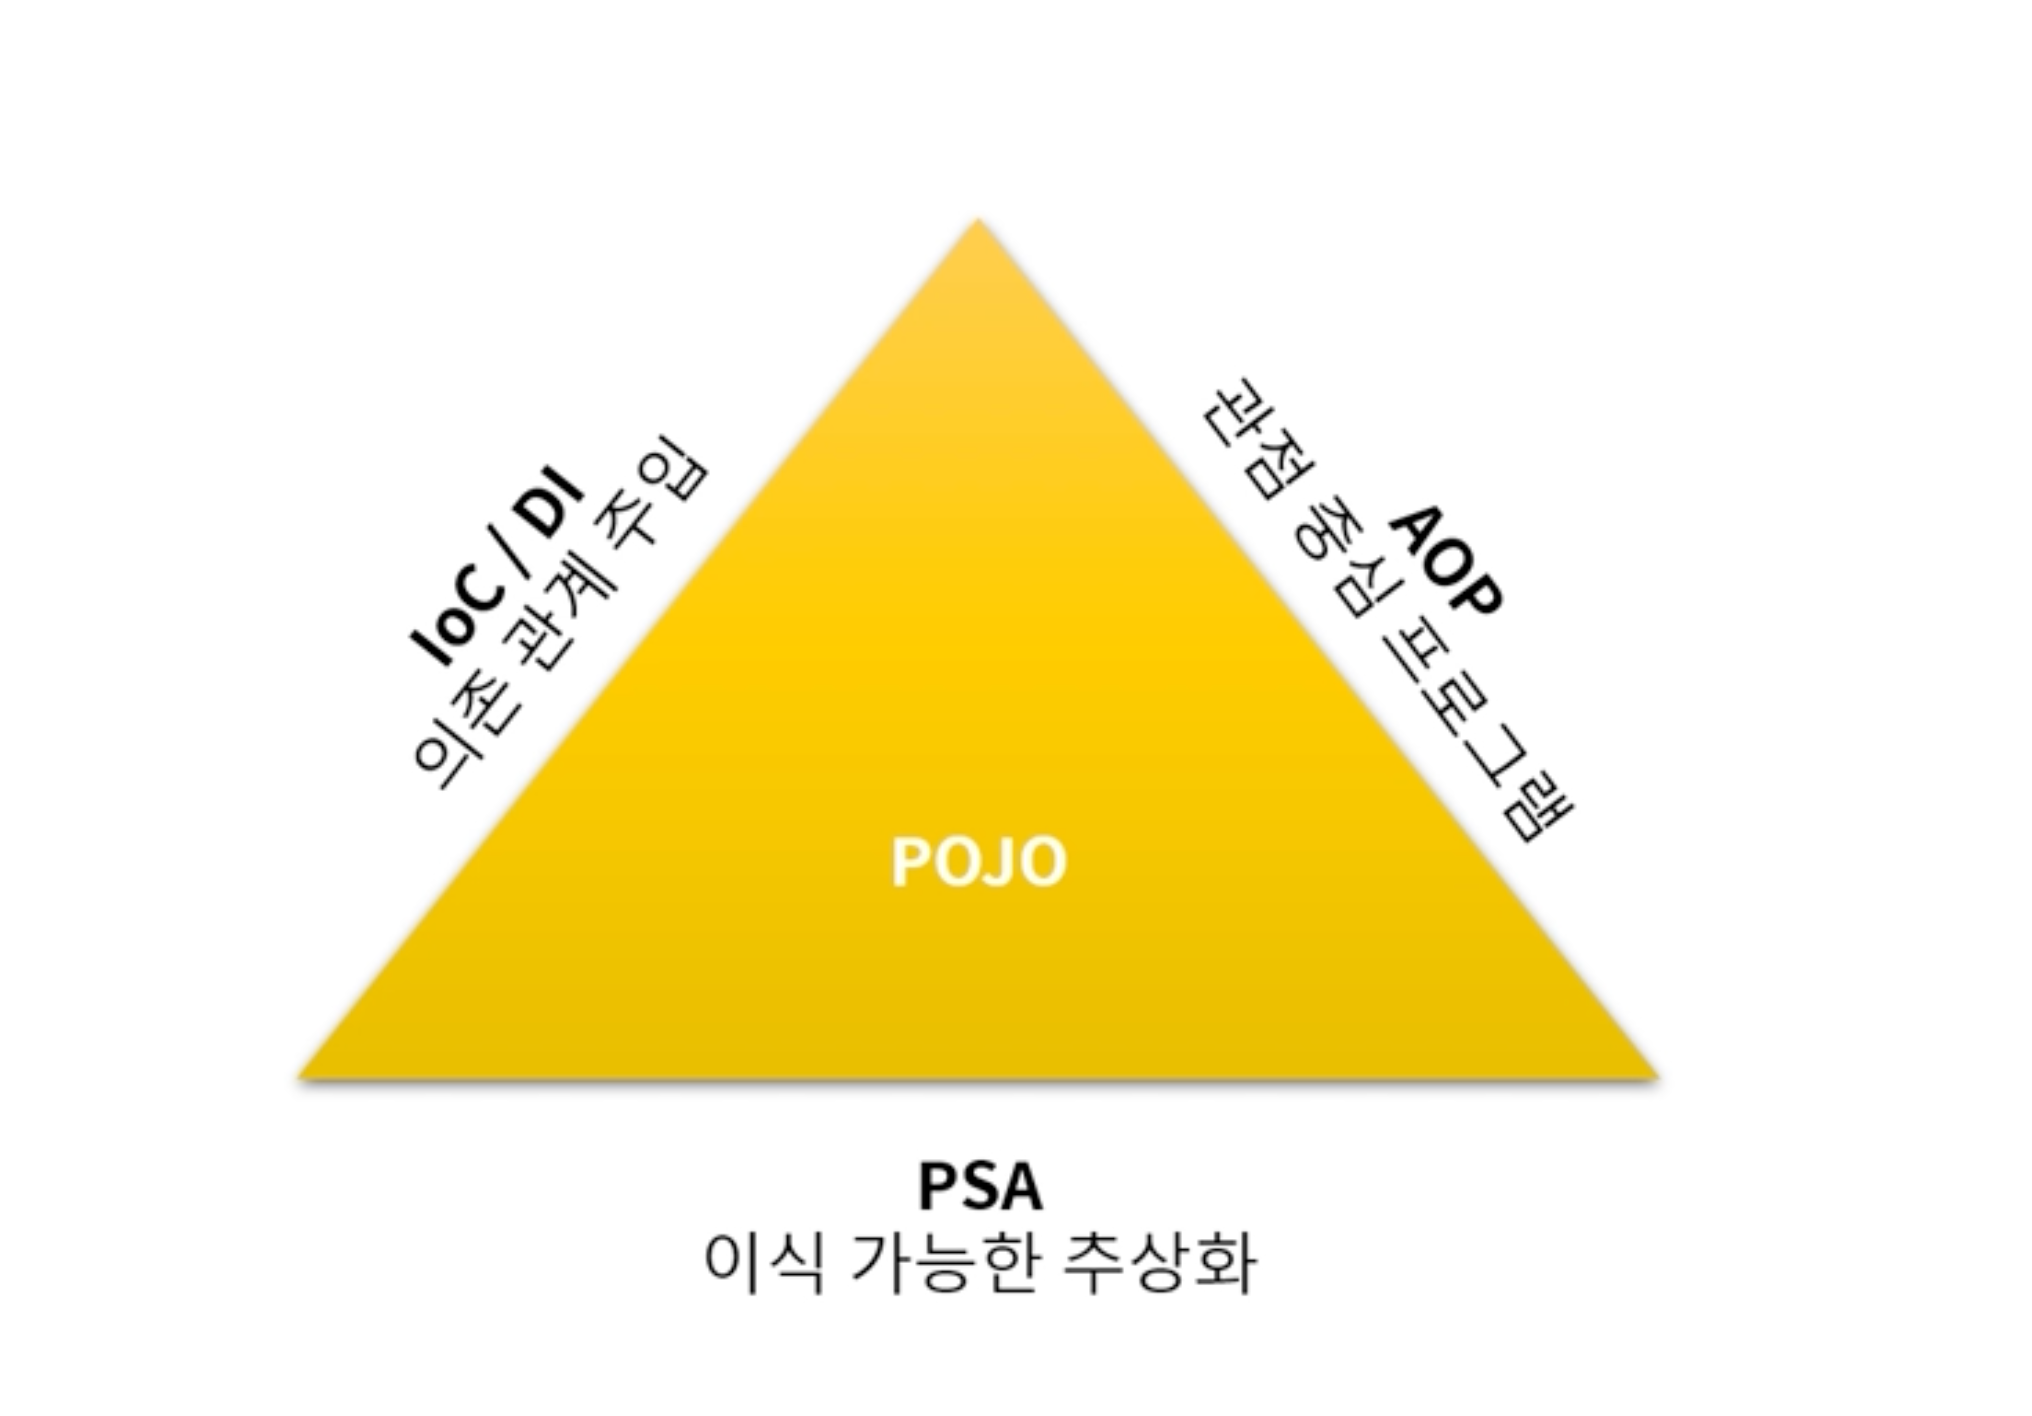 IoC / DI
의존 관계 주입
AOP
관점 중심 프로그램
POJO
PSA
이식 가능한 추상화